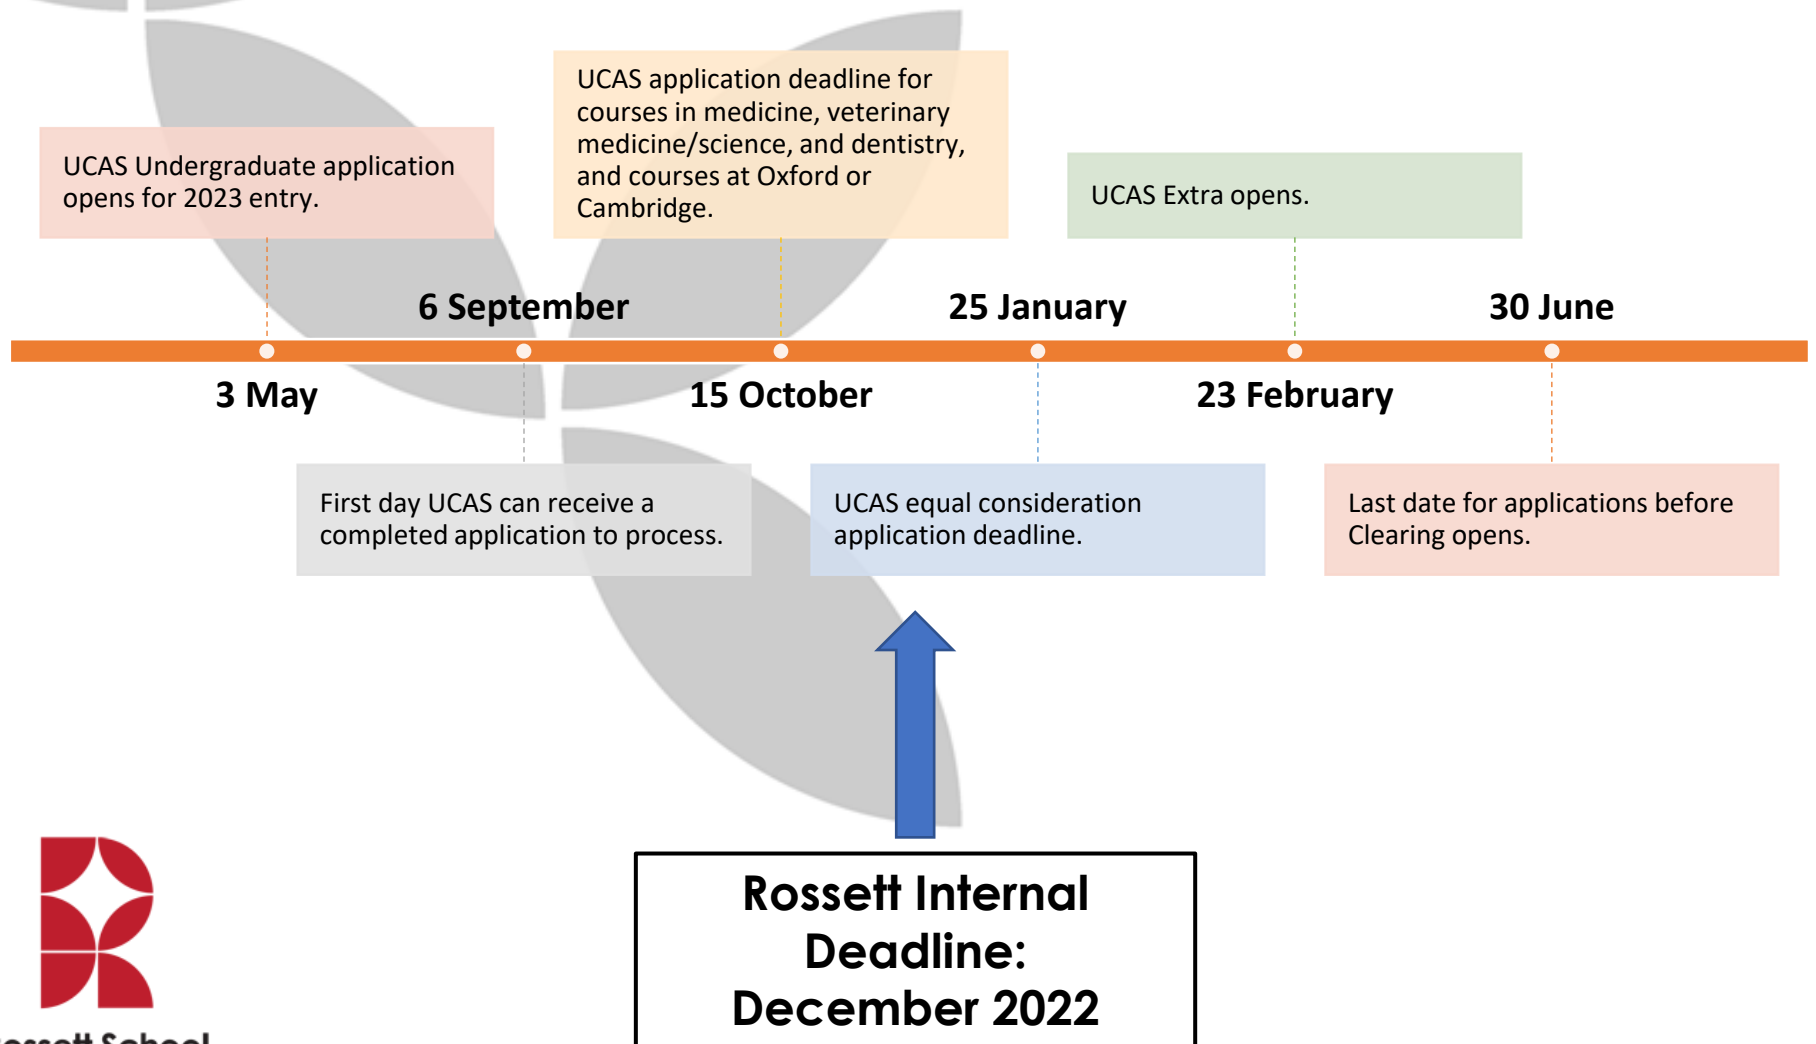 UCAS Undergraduate application
opens for 2023 entry.
UCAS application deadline for
courses in medicine, veterinary
medicine/science, and dentistry,
and courses at Oxford or
Cambridge.
UCAS Extra opens.
6 September
25 January
30 June
3 May
15 October
23 February
First day UCAS can receive a
completed application to process.
UCAS equal consideration
application deadline.
Last date for applications before
Clearing opens.
Rossett Internal
Deadline:
December 2022
Rossett School